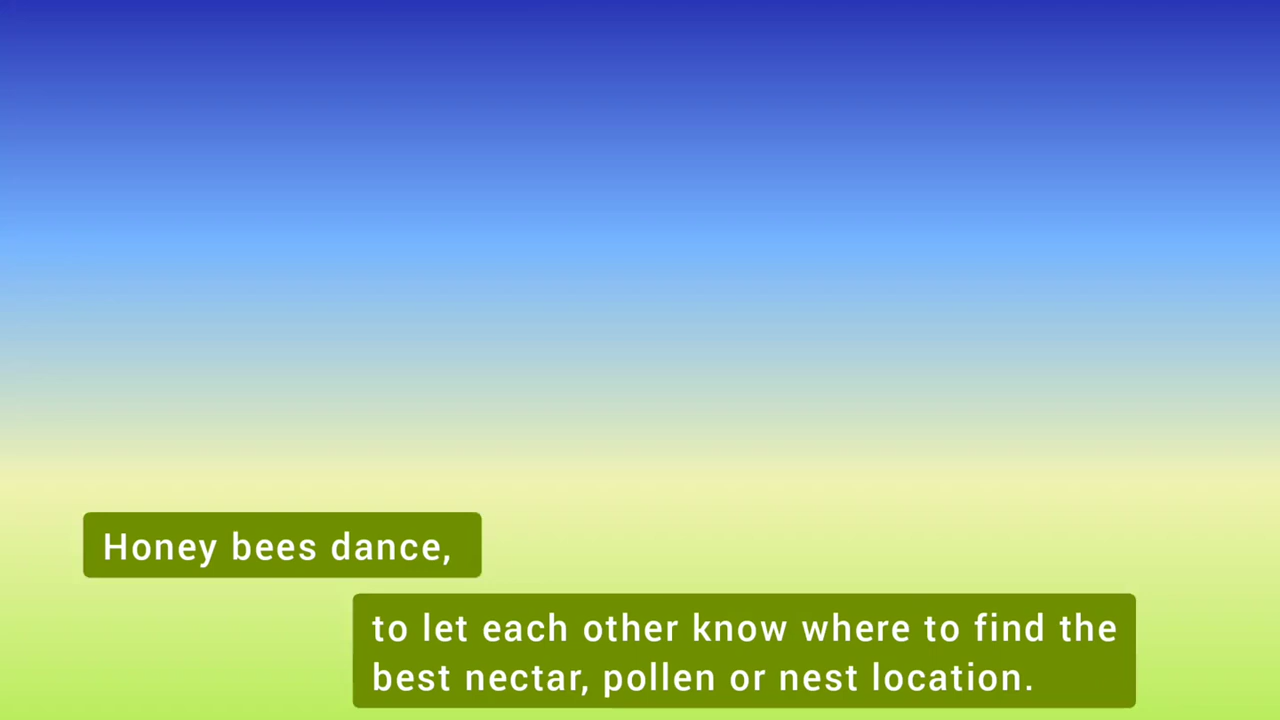 Honey bees dance,
to let each other know where to find the
best nectar, pollen or nest location.